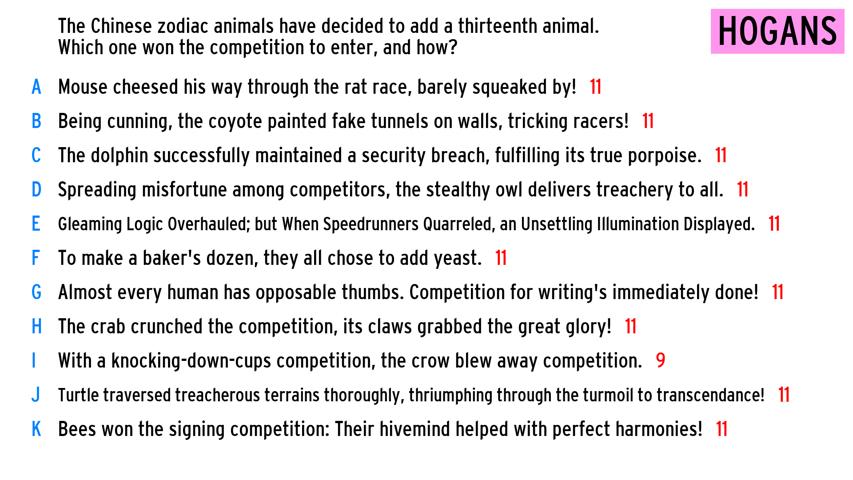 The Chinese zodiac animals have decided to add a thirteenth animal.
Which one won the competition to enter, and how?
HOGANS
A Mouse cheesed his way through the rat race, barely squeaked by! 11
B Being cunning, the coyote painted fake tunnels on walls, tricking racers! 11
C The dolphin successfully maintained a security breach, fulfilling its true porpoise. 11
D Spreading misfortune among competitors, the stealthy owl delivers treachery to all. 11
E Gleaming Logic Overhauled; but When Speedrunners Quarreled, an Unsettling Illumination Displayed. 11
F To make a baker's dozen, they all chose to add yeast. 11
G Almost every human has opposable thumbs. Competition for writing's immediately done! 11
H The crab crunched the competition, its claws grabbed the great glory! 11
I With a knocking-down-cups competition, the crow blew away competition. 9
J Turtle traversed treacherous terrains thoroughly, thriumphing through the turmoil to transcendance! 11
K Bees won the signing competition: Their hivemind helped with perfect harmonies! 11